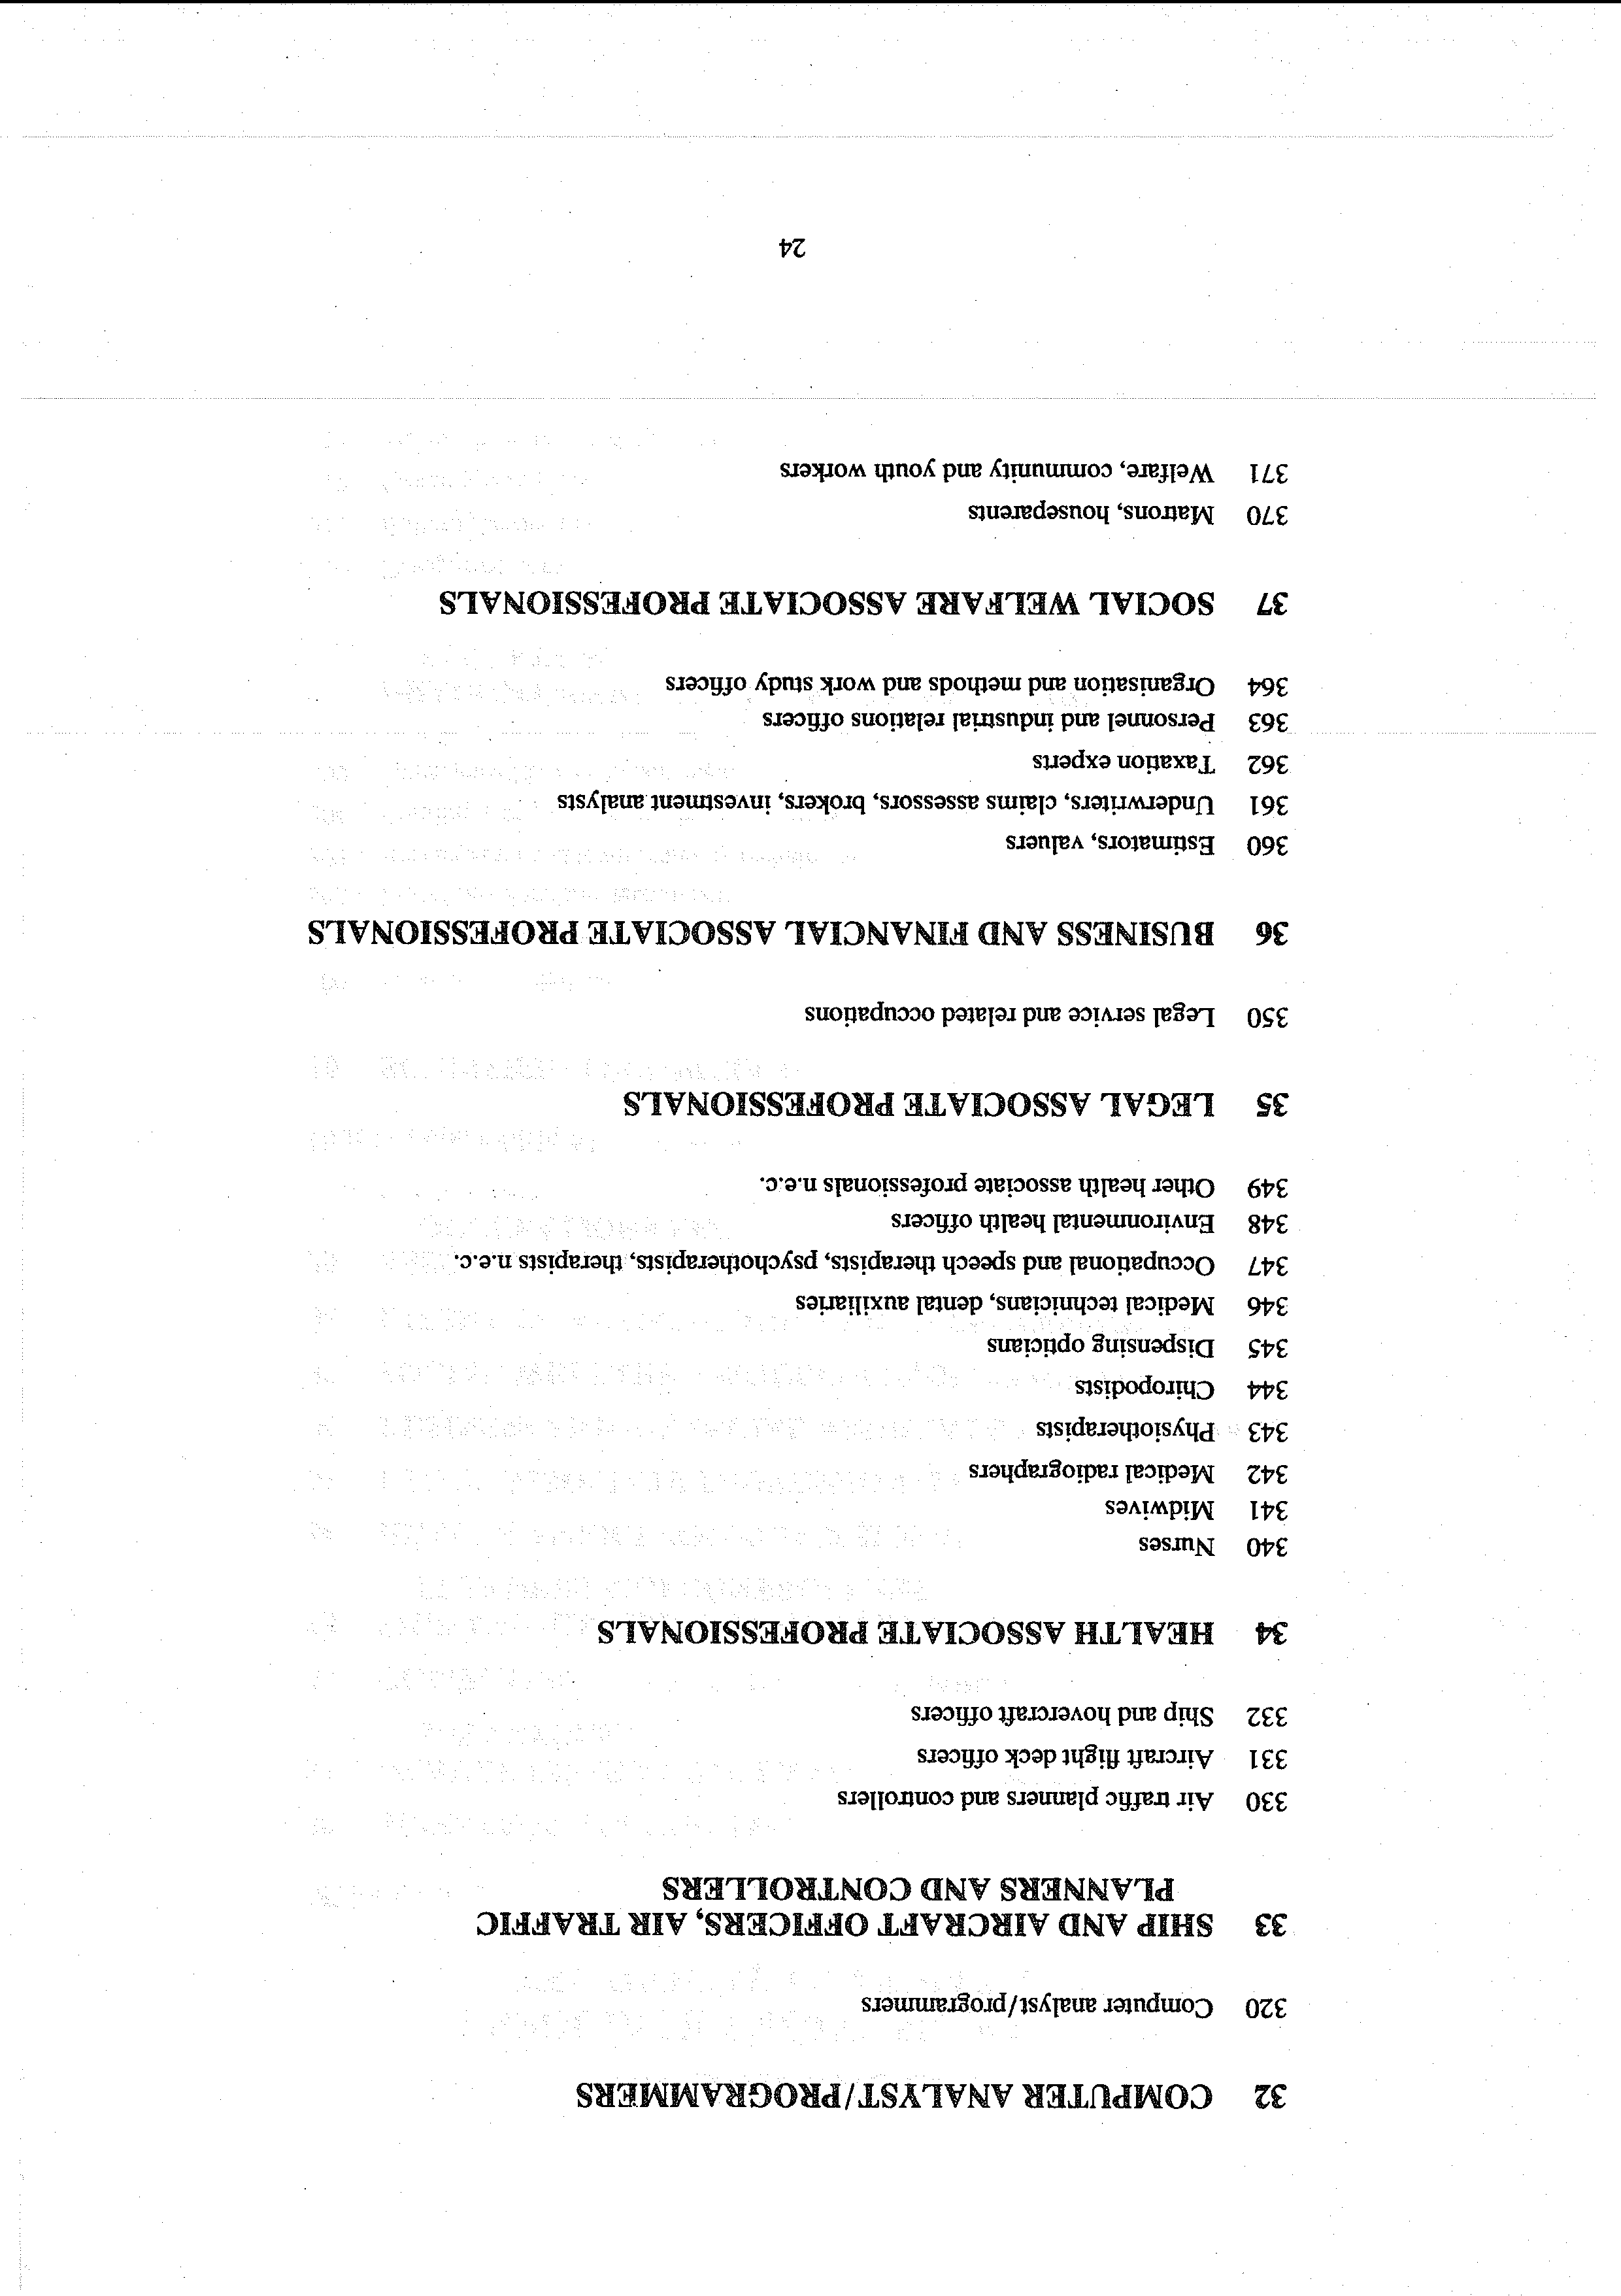 32 COMPUTER ANALYST/PROGRAMMERS
320 Computer analyst/programmers
33 SHIP AND AIRCRAFT OFFICERS, AIR TRAFFIC
PLANNERS AND CONTROLLERS
330 Air traffic planners and controllers
331 Aircraft flight deck officers
332 Ship and hovercraft officers
34 HEALTH ASSOCIATE PROFESSIONALS
340 Nurses
341 Midwives
342 Medical radiographers
343 Physiotherapists
344 Chiropodists
345 Dispensing opticians
346 Medical technicians, dental auxiliaries
347 Occupational and speech therapists, psychotherapists, therapists n.e.c.
348 Environmental health officers
349 Other health associate professionals n.e.c.
35 LEGAL ASSOCIATE PROFESSIONALS
350 Legal service and related occupations
36 BUSINESS AND FINANCIAL ASSOCIATE PROFESSIONALS
360 Estimators, valuers
361 Underwriters, claims assessors, brokers, investment analysts
362 Taxation experts
363 Personnel and industrial relations officers
364 Organisation and methods and work study officers
37 SOCIAL WELFARE ASSOCIATE PROFESSIONALS
370 Matrons, houseparents
371 Welfare, community and youth workers
24